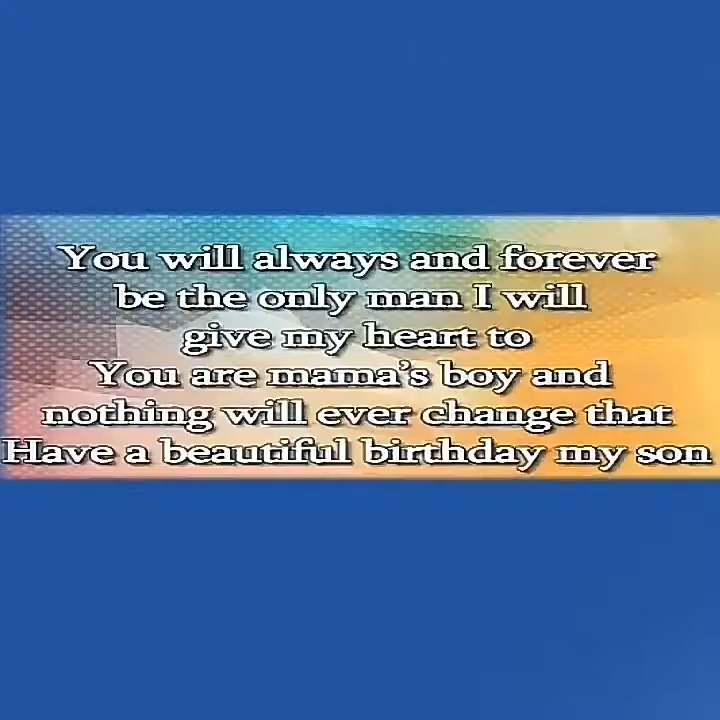 You will always and forever
be the only man I will
give my heart to
You are mama's boy and
nothing will ever change that
Have a beautiful birthday my son